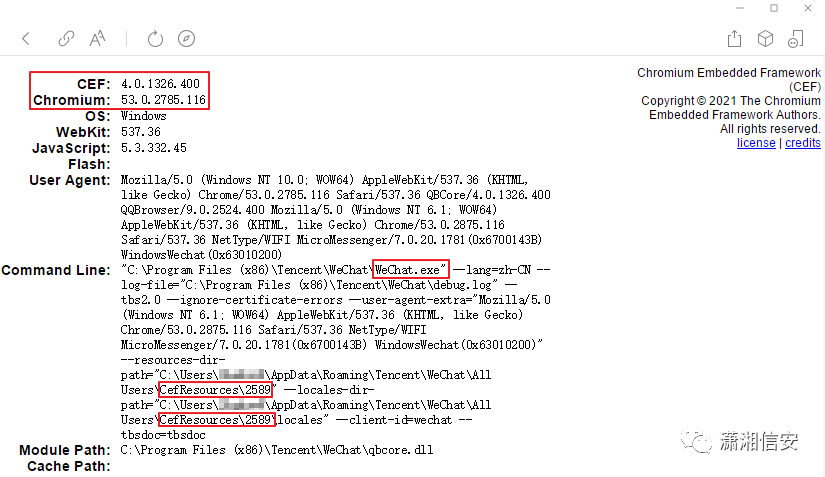 CEF: 4.0.1326.400
Chromium: 53.0.2785.116
OS: Windows
WebKit: 537.36
JavaScript: 5.3.332.45
Flash:
User Agent: Mozilla/5.0 (Windows NT 10.0; WOW64) AppleWebKit/537.36 (KHTML,
like Gecko) Chrome/53.0.2785.116 Safari/537.36 QBCore/4.0.1326.400
QQBrowser/9.0.2524.400 Mozilla/5.0 (Windows NT 6.1; WOW64)
AppleWebKit/537.36 (KHTML, like Gecko) Chrome/53.0.2875.116
Safari/537.36 NetType/WIFI MicroMessenger/7.0.20.1781(0x6700143B)
WindowsWechat(0x63010200)
Command Line: "C:\Program Files (x86)\Tencent\WeChat\WeChat.exe" --lang=zh-CN --
log-file="C:\Program Files (x86)\Tencent\WeChat\debug.log" --
tbs2.0 --ignore-certificate-errors --user-agent-extra="Mozilla/5.0
(Windows NT 6.1; WOW64) AppleWebKit/537.36 (KHTML, like Gecko)
Chrome/53.0.2875.116 Safari/537.36 NetType/WIFI
MicroMessenger/7.0.20.1781(0x6700143B) WindowsWechat(0x63010200)"
--resources-dir-
path="C:\Users\ \AppData\Roaming\Tencent\WeChat\All
Users\CefResources\2589" --locales-dir-
path="C:\Users\ \AppData\Roaming\Tencent\WeChat\All
Users\CefResources\2589\locales" --client-id=wechat --
tbsdoc=tbsdoc
Module Path: C:\Program Files (x86)\Tencent\WeChat\qbcore.dll
Cache Path:
Chromium Embedded Framework
(CEF)
Copyright © 2021 The Chromium
Embedded Framework Authors.
All rights reserved.
license | credits
潇湘信安